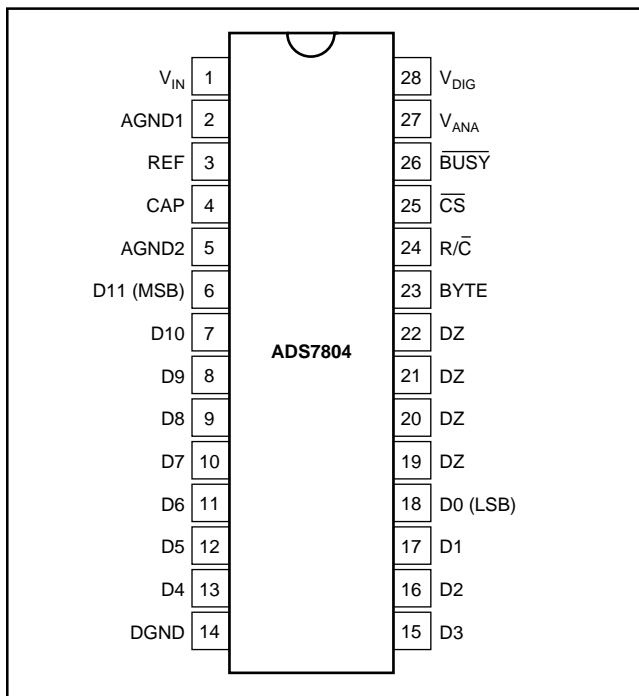 V_IN 1 28 V_DIG
AGND1 2 27 V_ANA
REF 3 26 B̅U̅S̅Y̅
CAP 4 25 C̅S̅
AGND2 5 24 R/C̅
D11 (MSB) 6 23 BYTE
D10 7 22 DZ
ADS7804
D9 8 21 DZ
D8 9 20 DZ
D7 10 19 DZ
D6 11 18 D0 (LSB)
D5 12 17 D1
D4 13 16 D2
DGND 14 15 D3